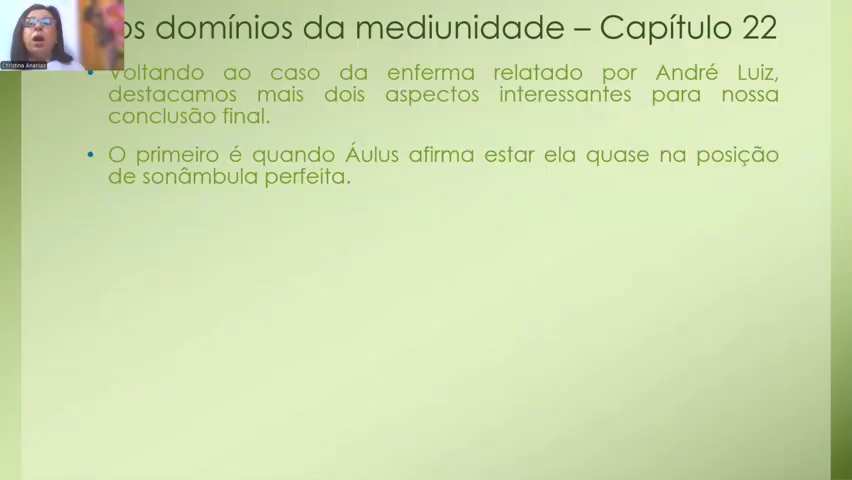 os domínios da mediunidade – Capítulo 22
Christina Ananias
• Voltando ao caso da enferma relatado por André Luiz,
destacamos mais dois aspectos interessantes para nossa
conclusão final.
• O primeiro é quando Áulus afirma estar ela quase na posição
de sonâmbula perfeita.